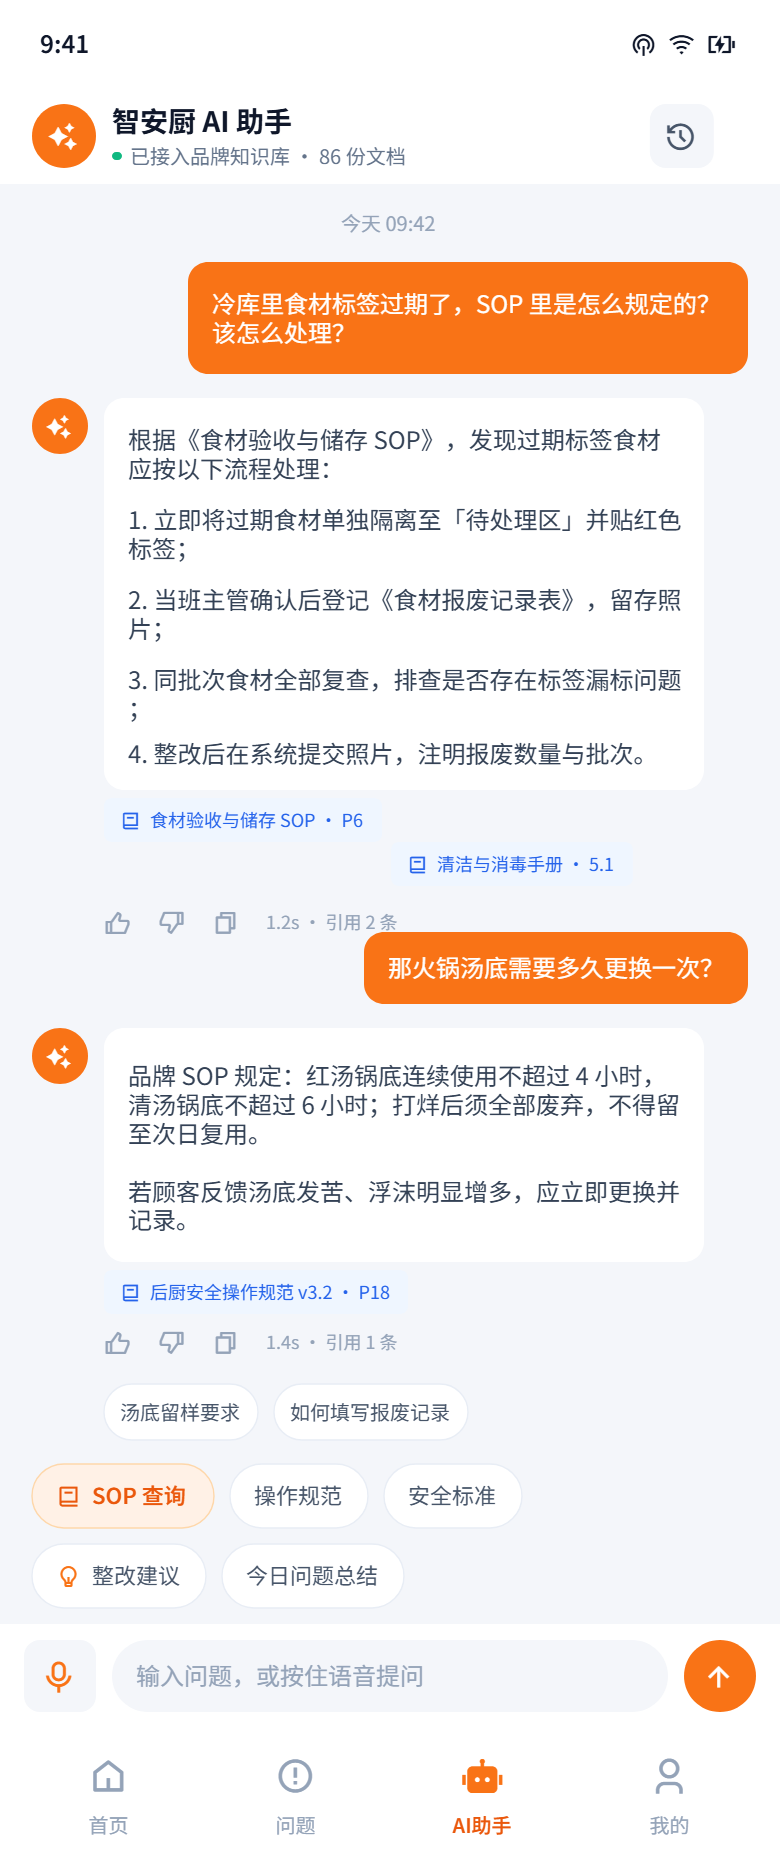 9:41
智安厨 AI 助手
已接入品牌知识库 · 86 份文档
今天 09:42
冷库里食材标签过期了，SOP 里是怎么规定的？
该怎么处理？
根据《食材验收与储存 SOP》，发现过期标签食材
应按以下流程处理：
1. 立即将过期食材单独隔离至「待处理区」并贴红色
标签；
2. 当班主管确认后登记《食材报废记录表》，留存照
片；
3. 同批次食材全部复查，排查是否存在标签漏标问题
；
4. 整改后在系统提交照片，注明报废数量与批次。
食材验收与储存 SOP · P6
清洁与消毒手册 · 5.1
1.2s · 引用 2 条
那火锅汤底需要多久更换一次？
品牌 SOP 规定：红汤锅底连续使用不超过 4 小时，
清汤锅底不超过 6 小时；打烊后须全部废弃，不得留
至次日复用。
若顾客反馈汤底发苦、浮沫明显增多，应立即更换并
记录。
后厨安全操作规范 v3.2 · P18
1.4s · 引用 1 条
汤底留样要求
如何填写报废记录
SOP 查询
操作规范
安全标准
整改建议
今日问题总结
输入问题，或按住语音提问
首页
问题
AI助手
我的